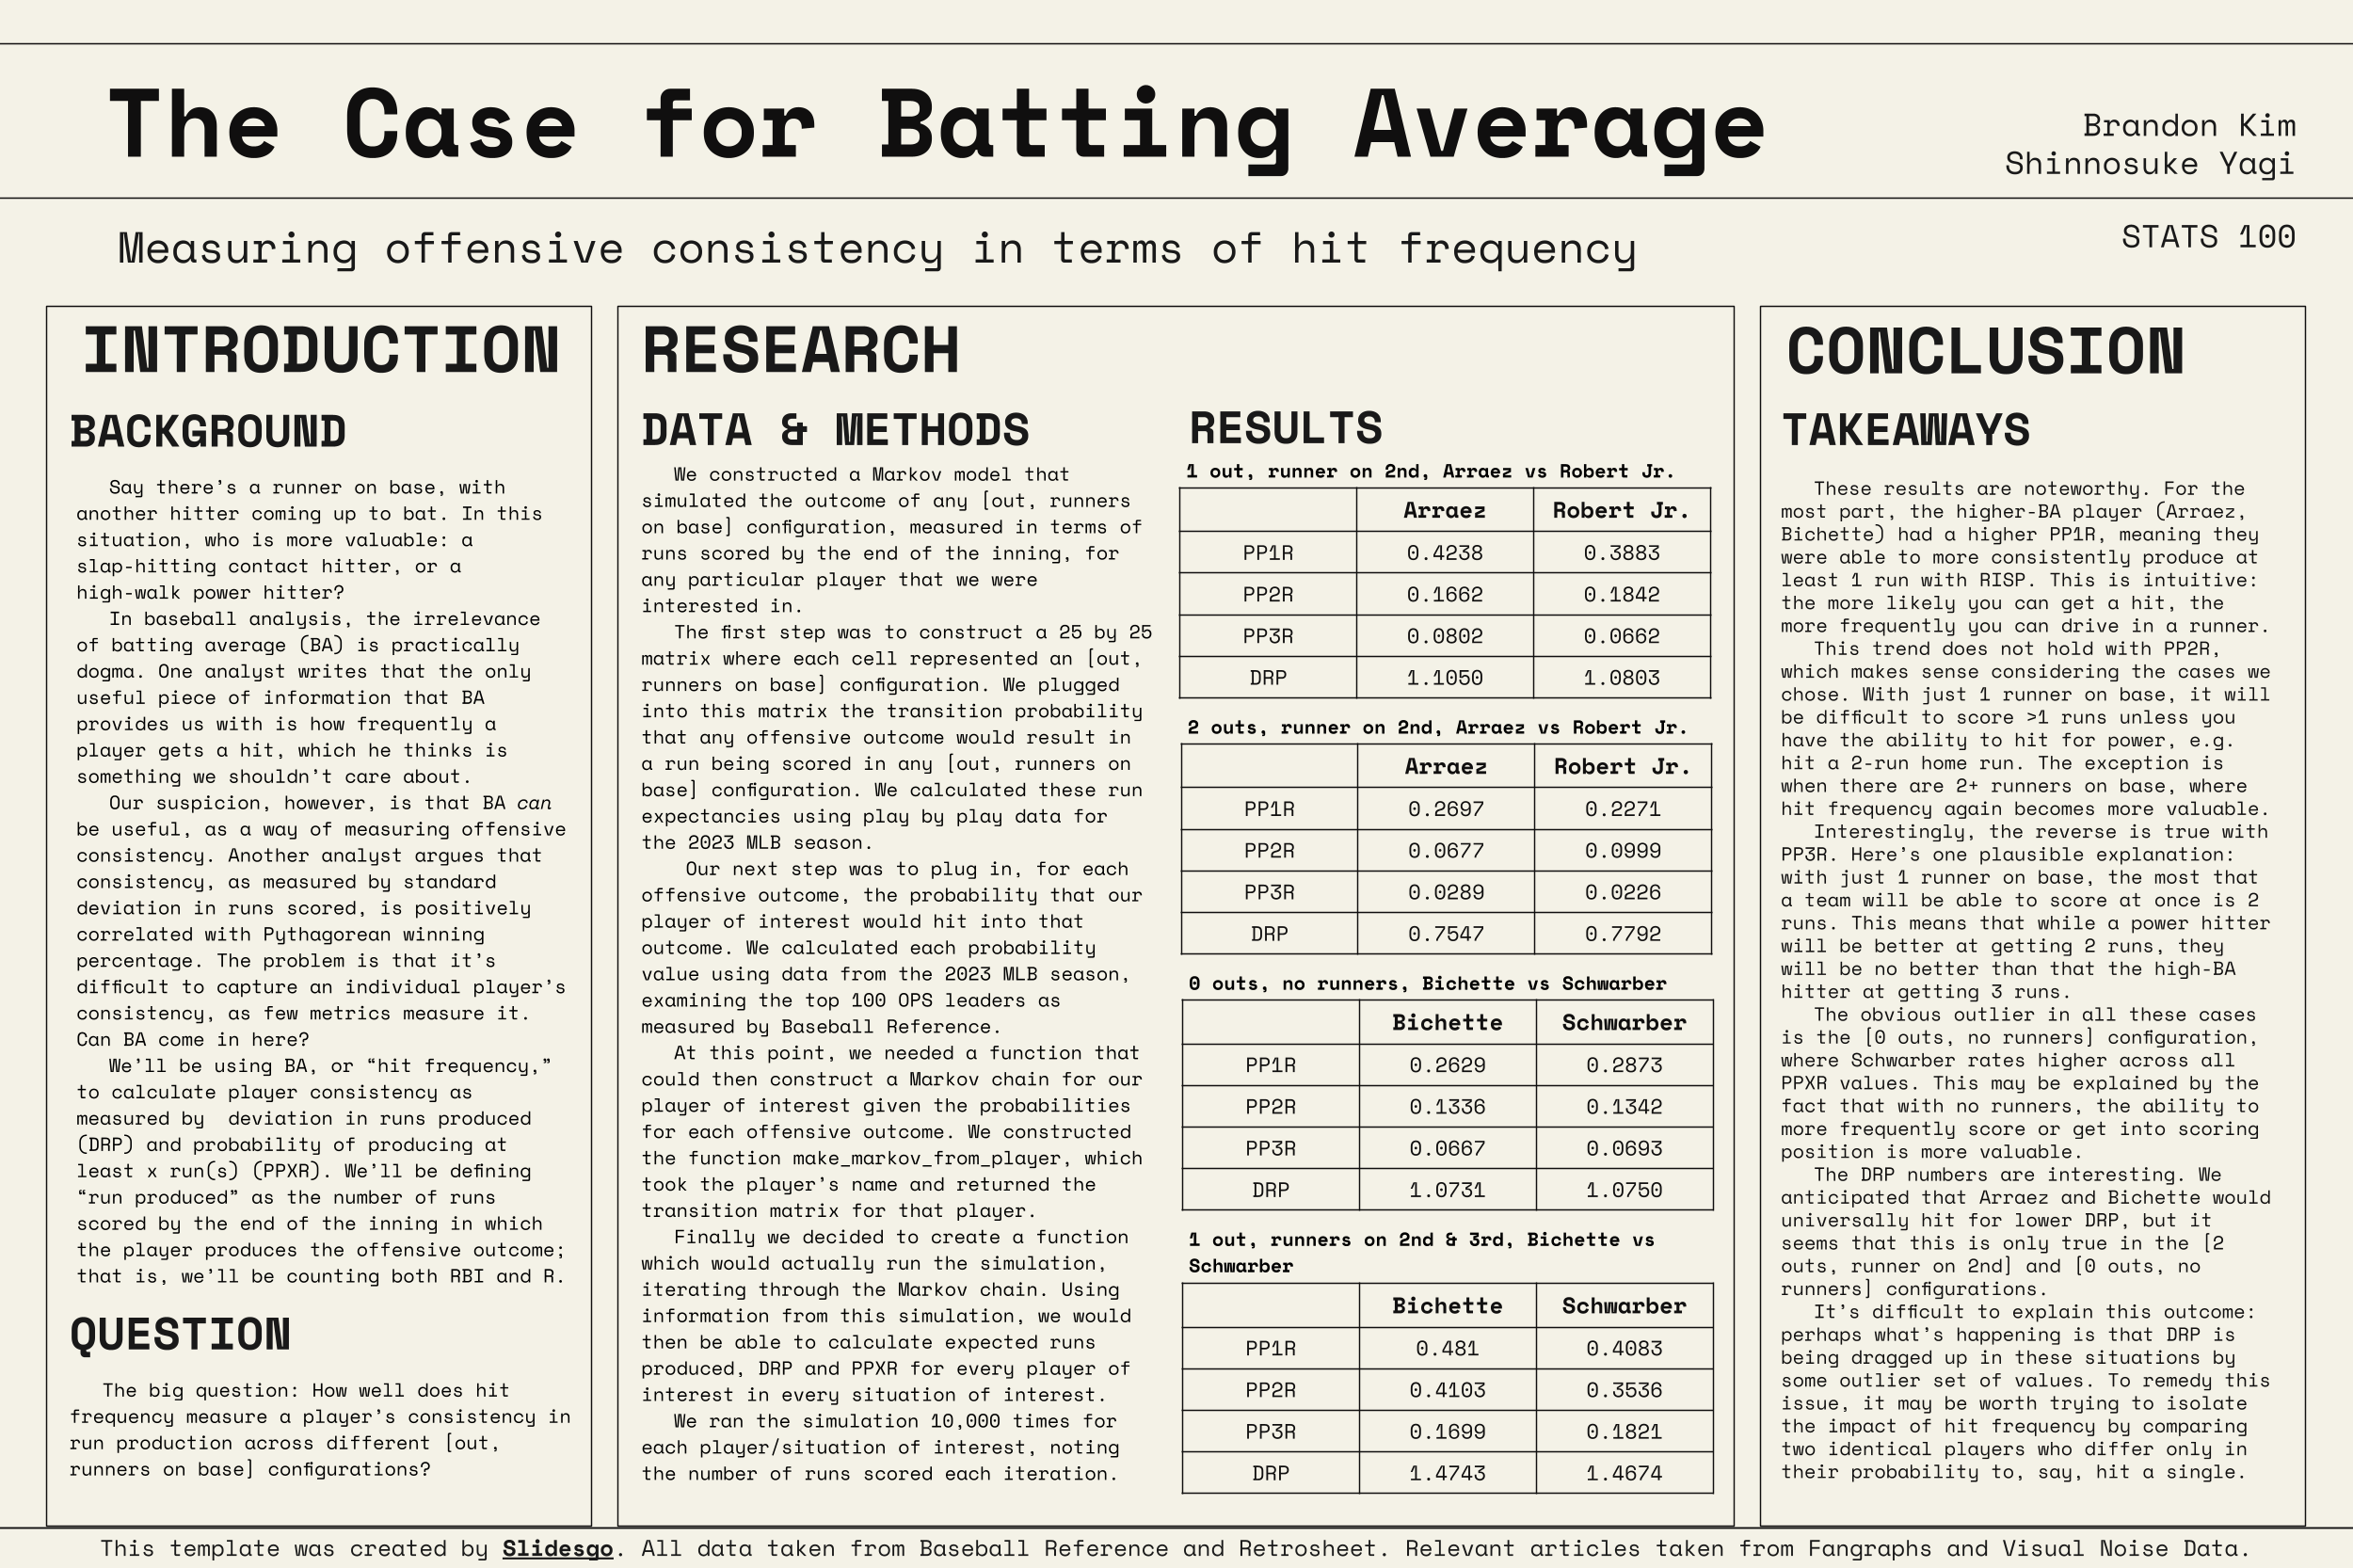 The Case for Batting Average
Brandon Kim
Shinnosuke Yagi
Measuring offensive consistency in terms of hit frequency
STATS 100
INTRODUCTION
BACKGROUND
Say there’s a runner on base, with
another hitter coming up to bat. In this
situation, who is more valuable: a
slap-hitting contact hitter, or a
high-walk power hitter?
In baseball analysis, the irrelevance
of batting average (BA) is practically
dogma. One analyst writes that the only
useful piece of information that BA
provides us with is how frequently a
player gets a hit, which he thinks is
something we shouldn’t care about.
Our suspicion, however, is that BA can
be useful, as a way of measuring offensive
consistency. Another analyst argues that
consistency, as measured by standard
deviation in runs scored, is positively
correlated with Pythagorean winning
percentage. The problem is that it’s
difficult to capture an individual player’s
consistency, as few metrics measure it.
Can BA come in here?
We’ll be using BA, or “hit frequency,”
to calculate player consistency as
measured by  deviation in runs produced
(DRP) and probability of producing at
least x run(s) (PPXR). We’ll be defining
“run produced” as the number of runs
scored by the end of the inning in which
the player produces the offensive outcome;
that is, we’ll be counting both RBI and R.
QUESTION
The big question: How well does hit
frequency measure a player’s consistency in
run production across different [out,
runners on base] configurations?
RESEARCH
DATA & METHODS
We constructed a Markov model that
simulated the outcome of any [out, runners
on base] configuration, measured in terms of
runs scored by the end of the inning, for
any particular player that we were
interested in.
The first step was to construct a 25 by 25
matrix where each cell represented an [out,
runners on base] configuration. We plugged
into this matrix the transition probability
that any offensive outcome would result in
a run being scored in any [out, runners on
base] configuration. We calculated these run
expectancies using play by play data for
the 2023 MLB season.
Our next step was to plug in, for each
offensive outcome, the probability that our
player of interest would hit into that
outcome. We calculated each probability
value using data from the 2023 MLB season,
examining the top 100 OPS leaders as
measured by Baseball Reference.
At this point, we needed a function that
could then construct a Markov chain for our
player of interest given the probabilities
for each offensive outcome. We constructed
the function make_markov_from_player, which
took the player’s name and returned the
transition matrix for that player.
Finally we decided to create a function
which would actually run the simulation,
iterating through the Markov chain. Using
information from this simulation, we would
then be able to calculate expected runs
produced, DRP and PPXR for every player of
interest in every situation of interest.
We ran the simulation 10,000 times for
each player/situation of interest, noting
the number of runs scored each iteration.
RESULTS
1 out, runner on 2nd, Arraez vs Robert Jr.
Arraez Robert Jr.
PP1R 0.4238 0.3883
PP2R 0.1662 0.1842
PP3R 0.0802 0.0662
DRP 1.1050 1.0803
2 outs, runner on 2nd, Arraez vs Robert Jr.
Arraez Robert Jr.
PP1R 0.2697 0.2271
PP2R 0.0677 0.0999
PP3R 0.0289 0.0226
DRP 0.7547 0.7792
0 outs, no runners, Bichette vs Schwarber
Bichette Schwarber
PP1R 0.2629 0.2873
PP2R 0.1336 0.1342
PP3R 0.0667 0.0693
DRP 1.0731 1.0750
1 out, runners on 2nd & 3rd, Bichette vs
Schwarber
Bichette Schwarber
PP1R 0.481 0.4083
PP2R 0.4103 0.3536
PP3R 0.1699 0.1821
DRP 1.4743 1.4674
CONCLUSION
TAKEAWAYS
These results are noteworthy. For the
most part, the higher-BA player (Arraez,
Bichette) had a higher PP1R, meaning they
were able to more consistently produce at
least 1 run with RISP. This is intuitive:
the more likely you can get a hit, the
more frequently you can drive in a runner.
This trend does not hold with PP2R,
which makes sense considering the cases we
chose. With just 1 runner on base, it will
be difficult to score >1 runs unless you
have the ability to hit for power, e.g.
hit a 2-run home run. The exception is
when there are 2+ runners on base, where
hit frequency again becomes more valuable.
Interestingly, the reverse is true with
PP3R. Here’s one plausible explanation:
with just 1 runner on base, the most that
a team will be able to score at once is 2
runs. This means that while a power hitter
will be better at getting 2 runs, they
will be no better than that the high-BA
hitter at getting 3 runs.
The obvious outlier in all these cases
is the [0 outs, no runners] configuration,
where Schwarber rates higher across all
PPXR values. This may be explained by the
fact that with no runners, the ability to
more frequently score or get into scoring
position is more valuable.
The DRP numbers are interesting. We
anticipated that Arraez and Bichette would
universally hit for lower DRP, but it
seems that this is only true in the [2
outs, runner on 2nd] and [0 outs, no
runners] configurations.
It’s difficult to explain this outcome:
perhaps what’s happening is that DRP is
being dragged up in these situations by
some outlier set of values. To remedy this
issue, it may be worth trying to isolate
the impact of hit frequency by comparing
two identical players who differ only in
their probability to, say, hit a single.
This template was created by Slidesgo. All data taken from Baseball Reference and Retrosheet. Relevant articles taken from Fangraphs and Visual Noise Data.